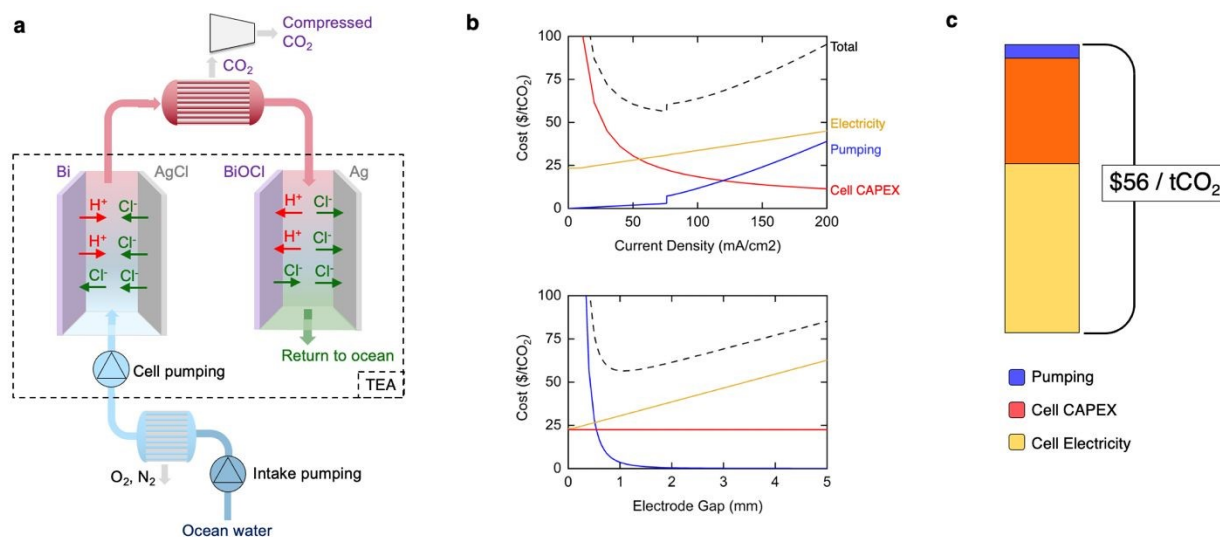 a
Compressed
CO₂
CO₂
Bi
AgCl
BiOCl
Ag
H⁺
Cl⁻
H⁺
Cl⁻
Cl⁻
Cl⁻
H⁺
Cl⁻
H⁺
Cl⁻
Cl⁻
Cl⁻
Return to ocean
Cell pumping
TEA
O₂, N₂
Intake pumping
Ocean water
b
Cost ($/tCO₂)
100
75
50
25
0
0
50
100
150
200
Current Density (mA/cm2)
Total
Electricity
Pumping
Cell CAPEX
Cost ($/tCO₂)
100
75
50
25
0
0
1
2
3
4
5
Electrode Gap (mm)
c
$56 / tCO₂
Pumping
Cell CAPEX
Cell Electricity